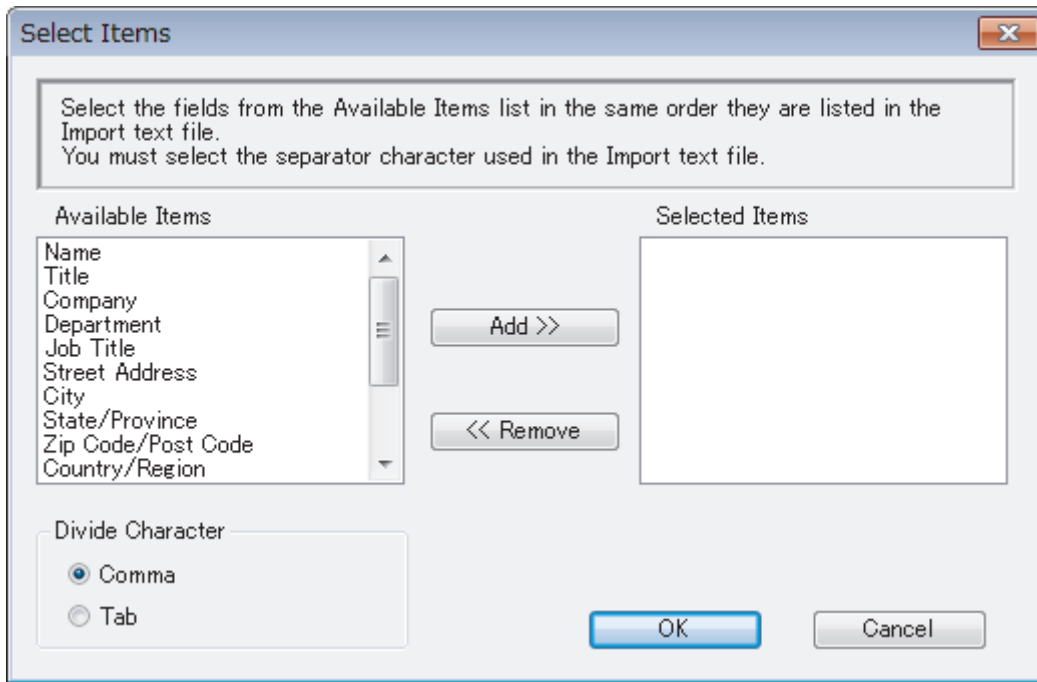 Select Items
Select the fields from the Available Items list in the same order they are listed in the
Import text file.
You must select the separator character used in the Import text file.
Available Items
Selected Items
Name
Title
Company
Department
Job Title
Street Address
City
State/Province
Zip Code/Post Code
Country/Region
Add >>
<< Remove
Divide Character
Comma
Tab
OK
Cancel